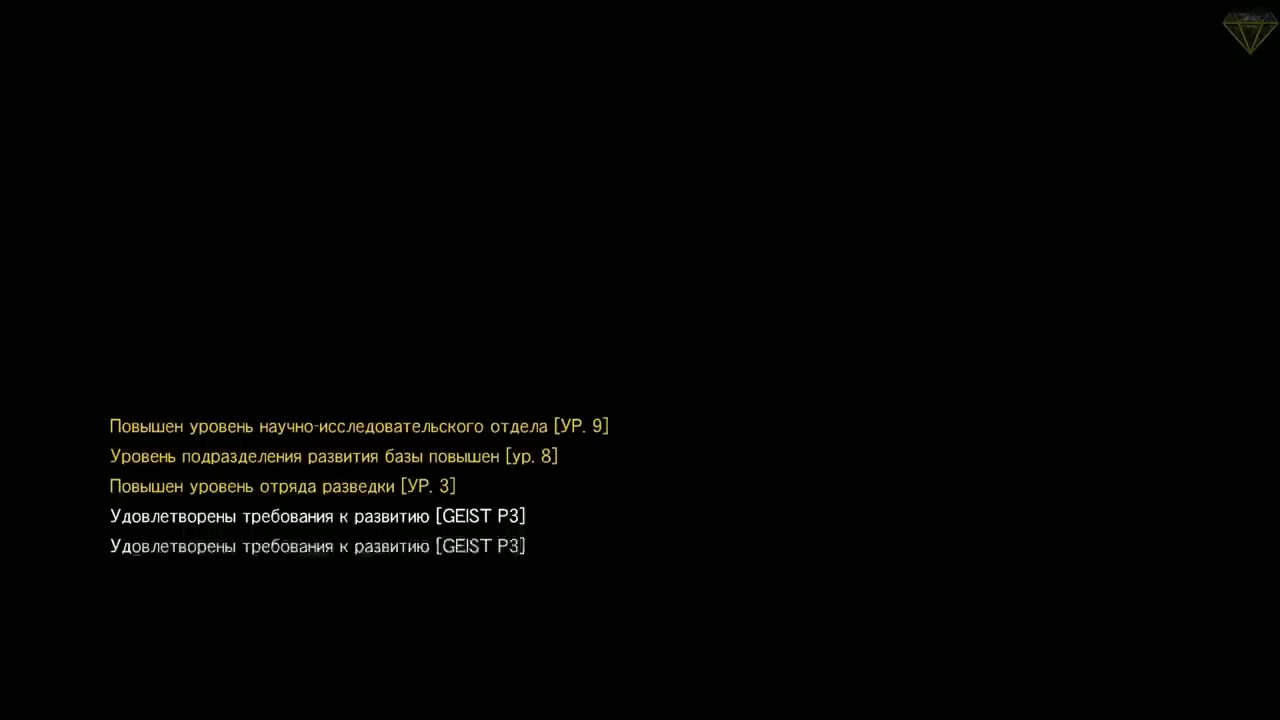 Повышен уровень научно-исследовательского отдела [УР. 9]
Уровень подразделения развития базы повышен [ур. 8]
Повышен уровень отряда разведки [УР. 3]
Удовлетворены требования к развитию [GEIST P3]
Удовлетворены требования к развитию [GEIST P3]